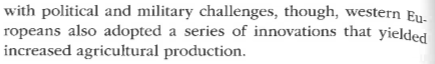 with political and military challenges, though, western Eu-
ropeans also adopted a series of innovations that yielded
increased agricultural production.